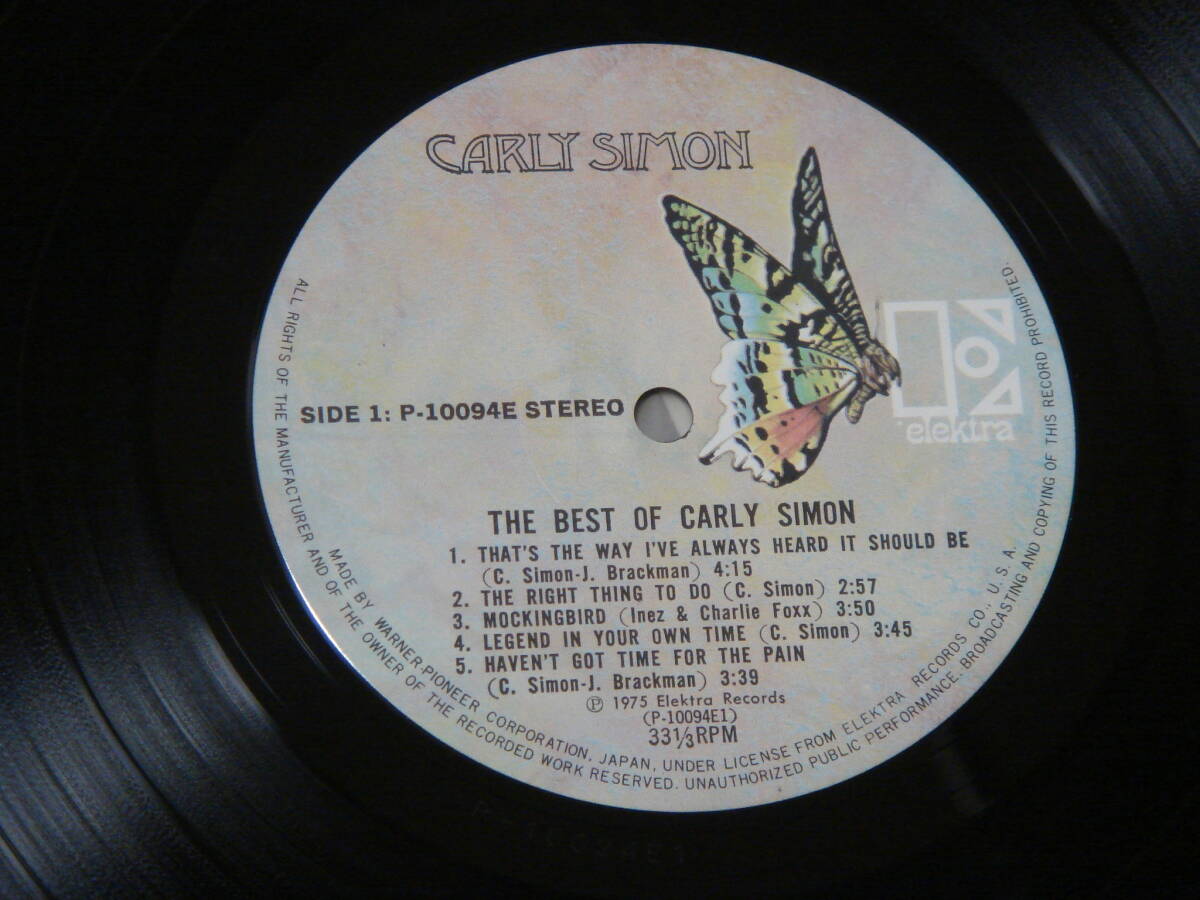 CARLY SIMON
elektra
SIDE 1: P-10094E STEREO
THE BEST OF CARLY SIMON
1. THAT'S THE WAY I'VE ALWAYS HEARD IT SHOULD BE
(C. Simon-J. Brackman) 4:15
2. THE RIGHT THING TO DO (C. Simon) 2:57
3. MOCKINGBIRD (Inez & Charlie Foxx) 3:50
4. LEGEND IN YOUR OWN TIME (C. Simon) 3:45
5. HAVEN'T GOT TIME FOR THE PAIN
(C. Simon-J. Brackman) 3:39
Ⓟ 1975 Elektra Records
(P-10094E1)
33 1/3 RPM
MADE BY WARNER-PIONEER CORPORATION, JAPAN, UNDER LICENSE FROM ELEKTRA RECORDS CO., U.S.A.
ALL RIGHTS OF THE MANUFACTURER AND OF THE OWNER OF THE RECORDED WORK RESERVED. UNAUTHORIZED PUBLIC PERFORMANCE, BROADCASTING AND COPYING OF THIS RECORD PROHIBITED.